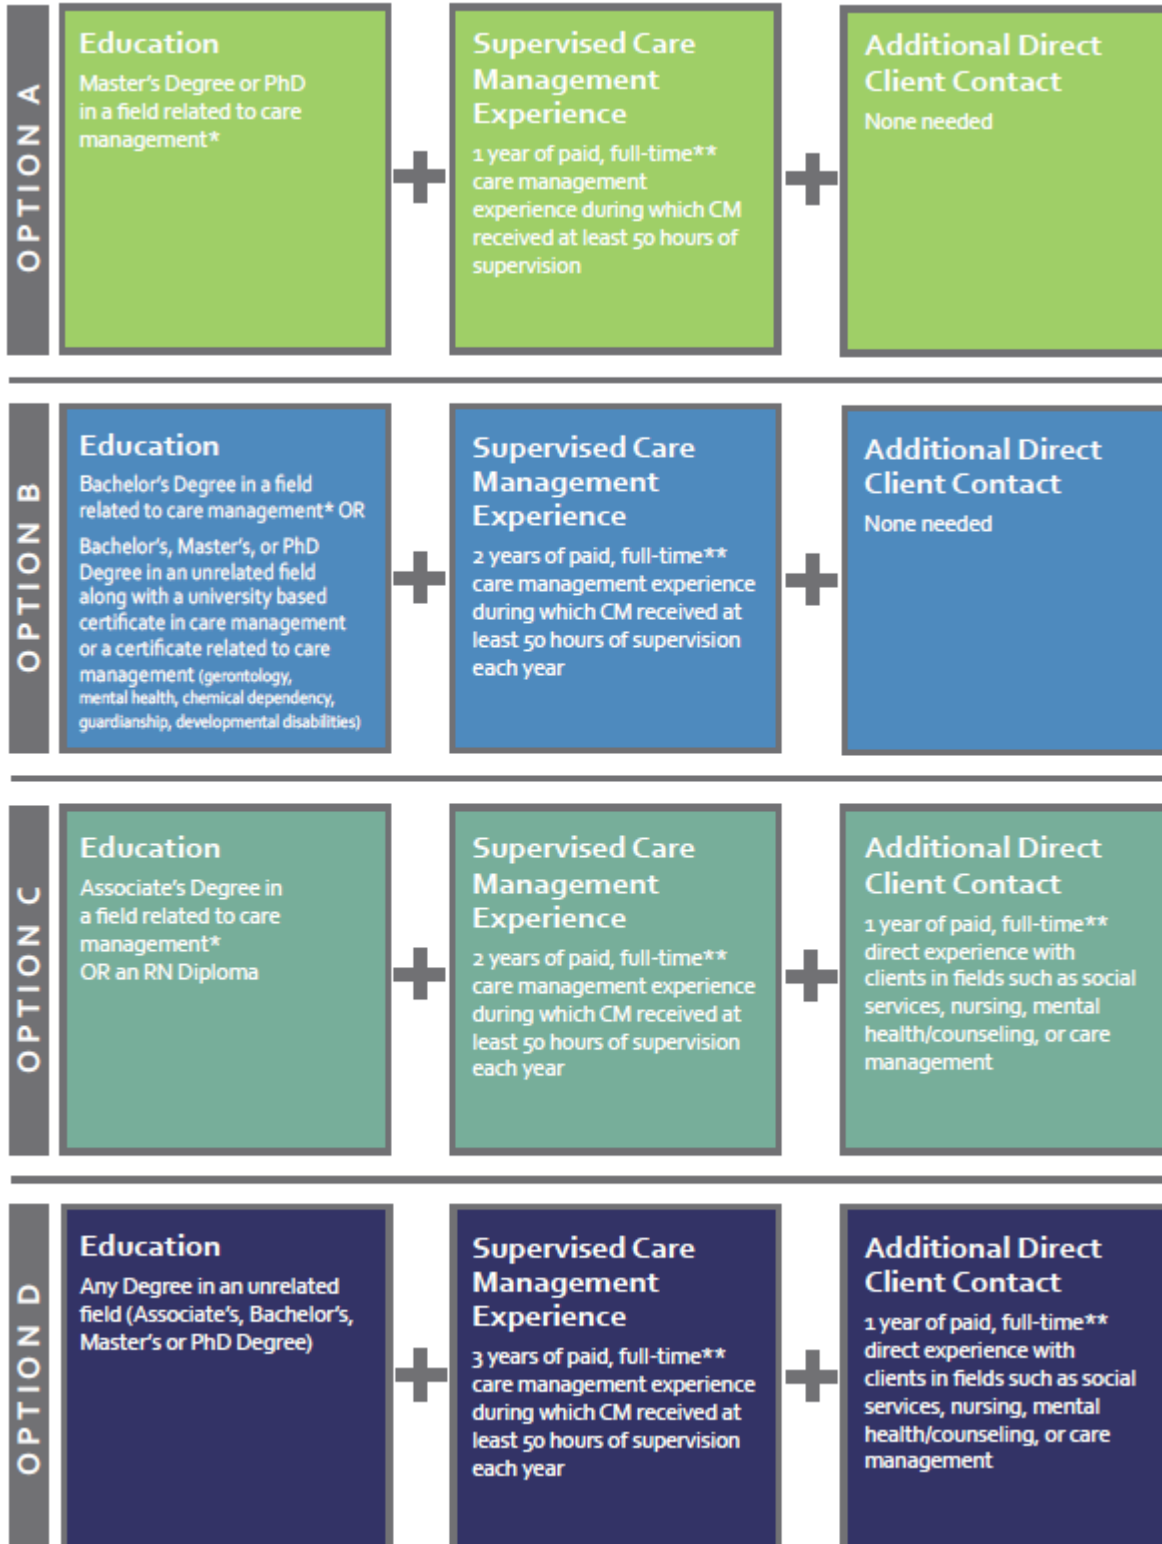 OPTION A
Education
Master's Degree or PhD
in a field related to care
management*
Supervised Care
Management
Experience
1 year of paid, full-time**
care management
experience during which CM
received at least 50 hours of
supervision
Additional Direct
Client Contact
None needed
OPTION B
Education
Bachelor's Degree in a field
related to care management* OR
Bachelor's, Master's, or PhD
Degree in an unrelated field
along with a university based
certificate in care management
or a certificate related to care
management (gerontology,
mental health, chemical dependency,
guardianship, developmental disabilities)
Supervised Care
Management
Experience
2 years of paid, full-time**
care management experience
during which CM received at
least 50 hours of supervision
each year
Additional Direct
Client Contact
None needed
OPTION C
Education
Associate's Degree in
a field related to care
management*
OR an RN Diploma
Supervised Care
Management
Experience
2 years of paid, full-time**
care management experience
during which CM received at
least 50 hours of supervision
each year
Additional Direct
Client Contact
1 year of paid, full-time**
direct experience with
clients in fields such as social
services, nursing, mental
health/counseling, or care
management
OPTION D
Education
Any Degree in an unrelated
field (Associate's, Bachelor's,
Master's or PhD Degree)
Supervised Care
Management
Experience
3 years of paid, full-time**
care management experience
during which CM received at
least 50 hours of supervision
each year
Additional Direct
Client Contact
1 year of paid, full-time**
direct experience with
clients in fields such as social
services, nursing, mental
health/counseling, or care
management